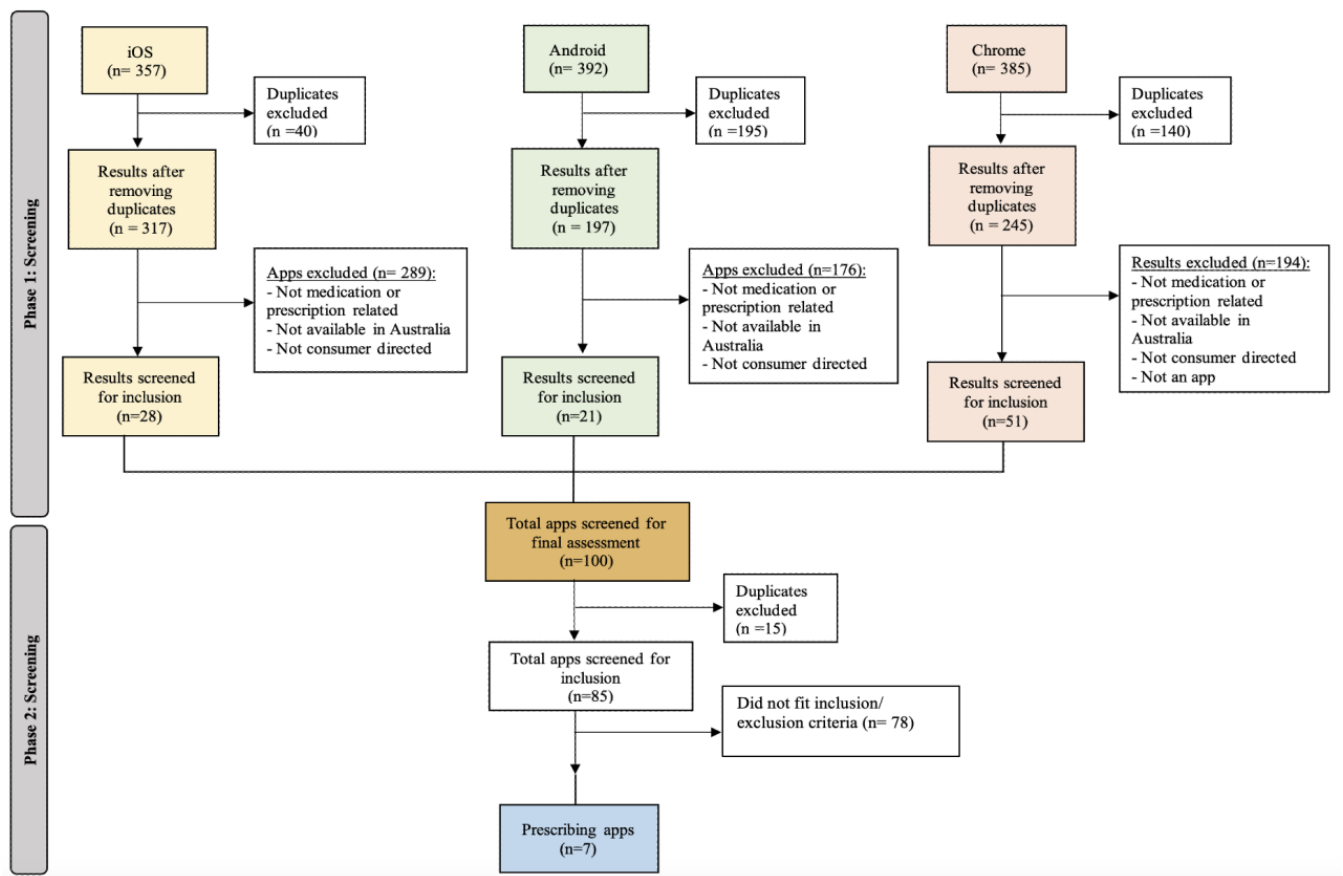 Phase 1: Screening
iOS
(n= 357)
Duplicates
excluded
(n =40)
Results after
removing
duplicates
(n = 317)
Apps excluded (n= 289):
- Not medication or
prescription related
- Not available in Australia
- Not consumer directed
Results screened
for inclusion
(n=28)
Android
(n= 392)
Duplicates
excluded
(n =195)
Results after
removing
duplicates
(n = 197)
Apps excluded (n=176):
- Not medication or
prescription related
- Not available in
Australia
- Not consumer directed
Results screened
for inclusion
(n=21)
Chrome
(n= 385)
Duplicates
excluded
(n =140)
Results after
removing
duplicates
(n = 245)
Results excluded (n=194):
- Not medication or
prescription related
- Not available in
Australia
- Not consumer directed
- Not an app
Results screened
for inclusion
(n=51)
Phase 2: Screening
Total apps screened for
final assessment
(n=100)
Duplicates
excluded
(n =15)
Total apps screened for
inclusion
(n=85)
Did not fit inclusion/
exclusion criteria (n= 78)
Prescribing apps
(n=7)